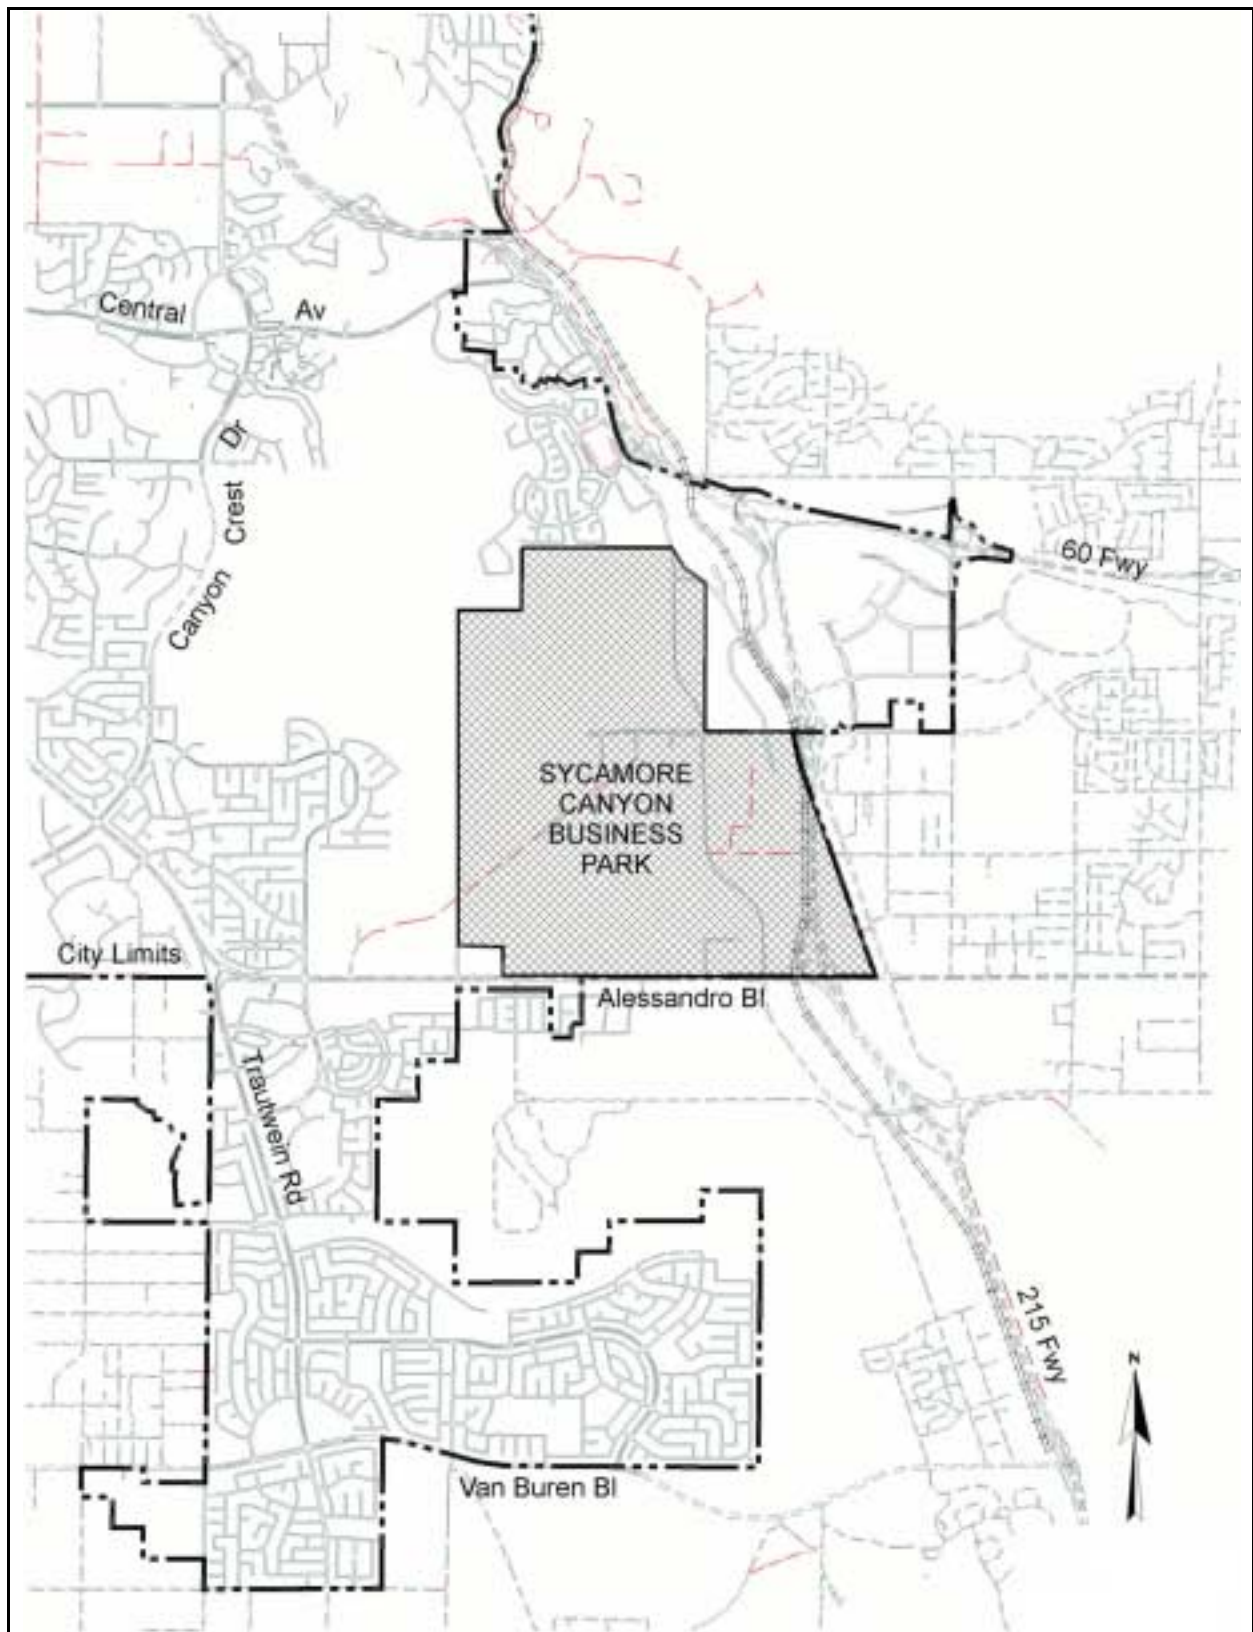 Central Av
Dr
Crest
Canyon
60 Fwy
SYCAMORE
CANYON
BUSINESS
PARK
City Limits
Alessandro Bl
Trautwein Rd
215 Fwy
N
Van Buren Bl